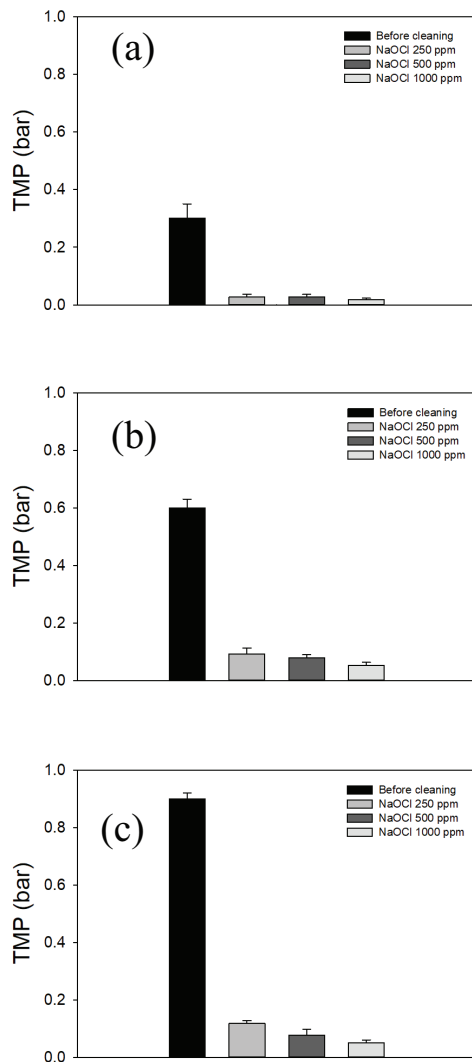 1.0
(a)
Before cleaning
NaOCl 250 ppm
NaOCl 500 ppm
NaOCl 1000 ppm
0.8
0.6
TMP (bar)
0.4
0.2
0.0
1.0
(b)
Before cleaning
NaOCl 250 ppm
NaOCl 500 ppm
NaOCl 1000 ppm
0.8
0.6
TMP (bar)
0.4
0.2
0.0
1.0
Before cleaning
NaOCl 250 ppm
NaOCl 500 ppm
NaOCl 1000 ppm
0.8
(c)
0.6
TMP (bar)
0.4
0.2
0.0